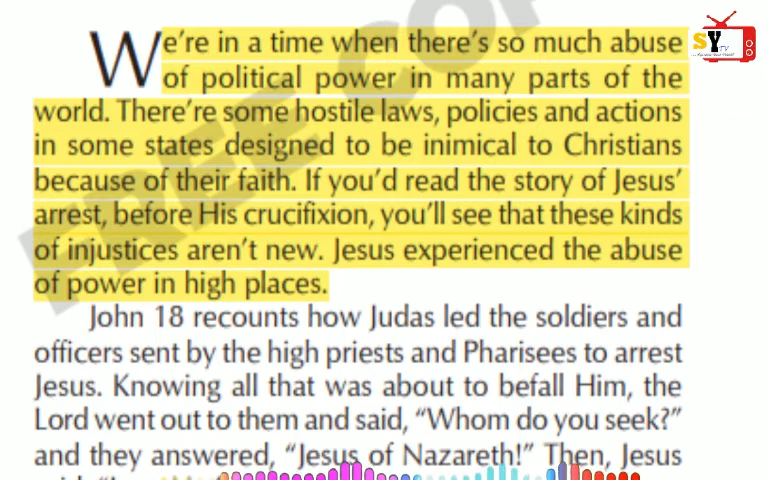 We're in a time when there's so much abuse
of political power in many parts of the
world. There're some hostile laws, policies and actions
in some states designed to be inimical to Christians
because of their faith. If you'd read the story of Jesus'
arrest, before His crucifixion, you'll see that these kinds
of injustices aren't new. Jesus experienced the abuse
of power in high places.
John 18 recounts how Judas led the soldiers and
officers sent by the high priests and Pharisees to arrest
Jesus. Knowing all that was about to befall Him, the
Lord went out to them and said, “Whom do you seek?”
and they answered, “Jesus of Nazareth!” Then, Jesus
FREE COP
SY TV